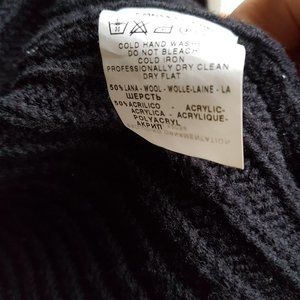 COLD HAND WASH
DO NOT BLEACH
COLD IRON
PROFESSIONALLY DRY CLEAN
DRY FLAT
50% LANA - WOOL - WOLLE-LAINE - LA
ШЕРСТЬ
50% ACRILICO - ACRYLIC-
ACRYLICA - ACRYLIQUE-
POLYACRYL
АКРИЛ